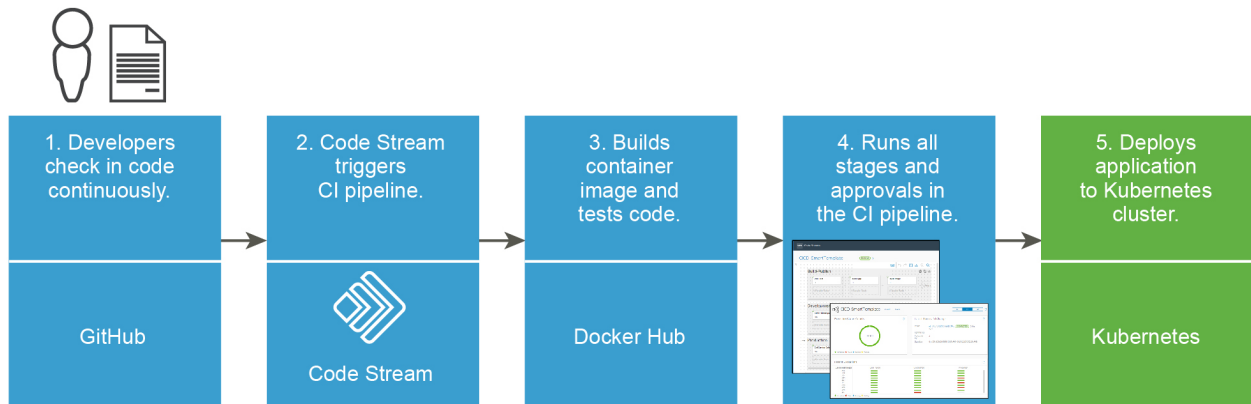 1. Developers
check in code
continuously.
GitHub
2. Code Stream
triggers
CI pipeline.
Code Stream
3. Builds
container
image and
tests code.
Docker Hub
4. Runs all
stages and
approvals in
the CI pipeline.
5. Deploys
application
to Kubernetes
cluster.
Kubernetes